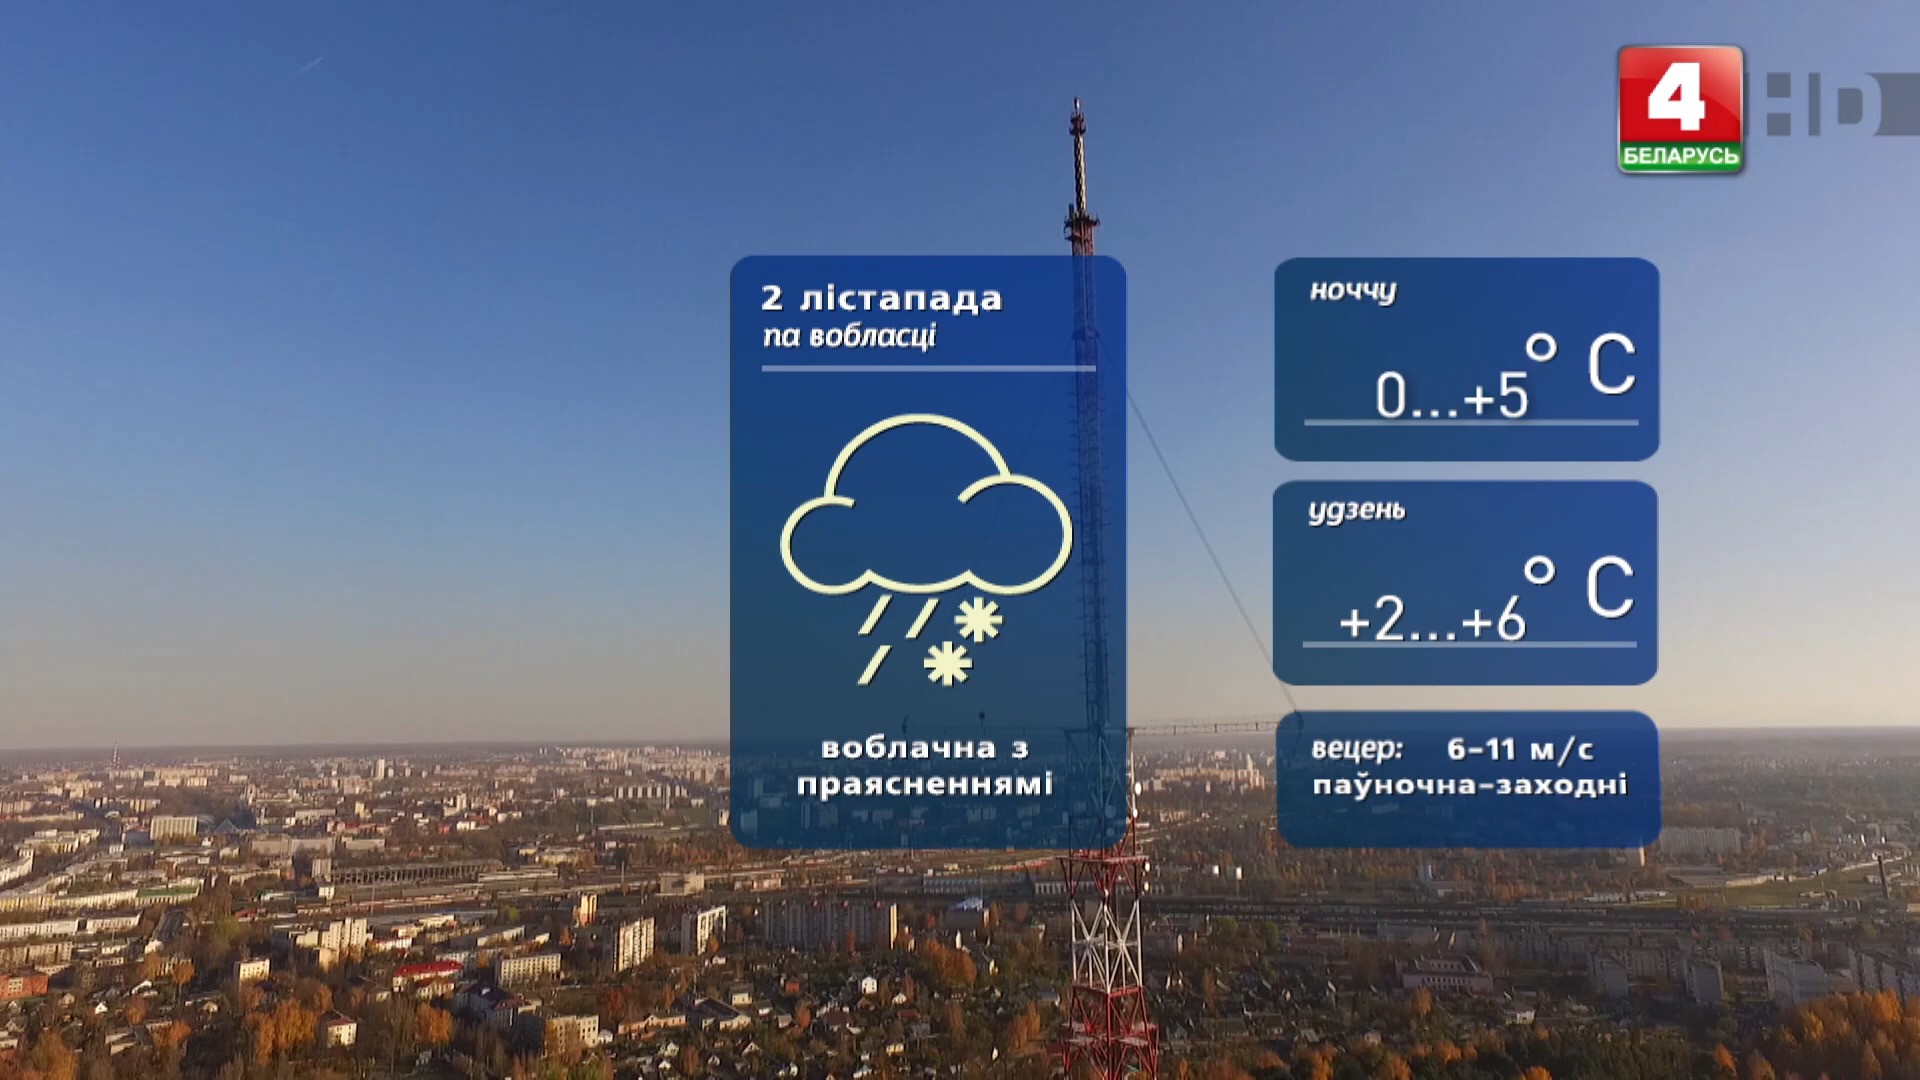 4 HD
БЕЛАРУСЬ
2 лістапада
па вобласці
воблачна з
праясненнямі
ноччу
0...+5° C
удзень
+2...+6° C
вецер: 6-11 м/с
паўночна-заходні